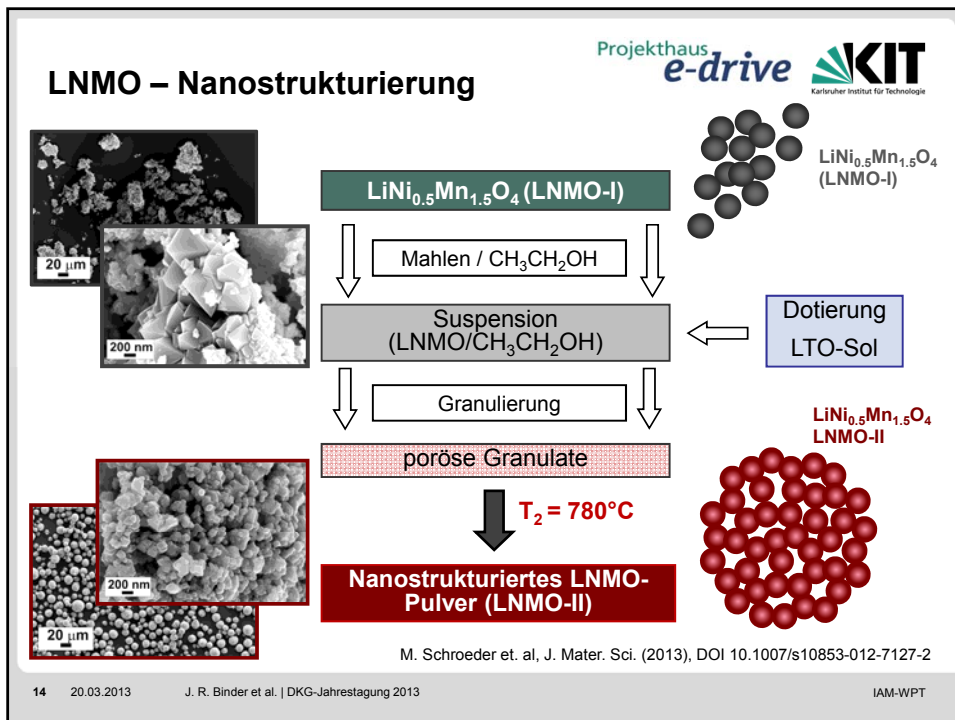 LNMO – Nanostrukturierung
Projekthaus
e-drive
KIT
Karlsruher Institut für Technologie
LiNi₀.₅Mn₁.₅O₄
(LNMO-I)
LiNi₀.₅Mn₁.₅O₄ (LNMO-I)
Mahlen / CH₃CH₂OH
20 µm
200 nm
Suspension
(LNMO/CH₃CH₂OH)
Dotierung
LTO-Sol
Granulierung
LiNi₀.₅Mn₁.₅O₄
LNMO-II
poröse Granulate
T₂ = 780°C
200 nm
20 µm
Nanostrukturiertes LNMO-
Pulver (LNMO-II)
M. Schroeder et. al, J. Mater. Sci. (2013), DOI 10.1007/s10853-012-7127-2
14 20.03.2013 J. R. Binder et al. | DKG-Jahrestagung 2013 IAM-WPT